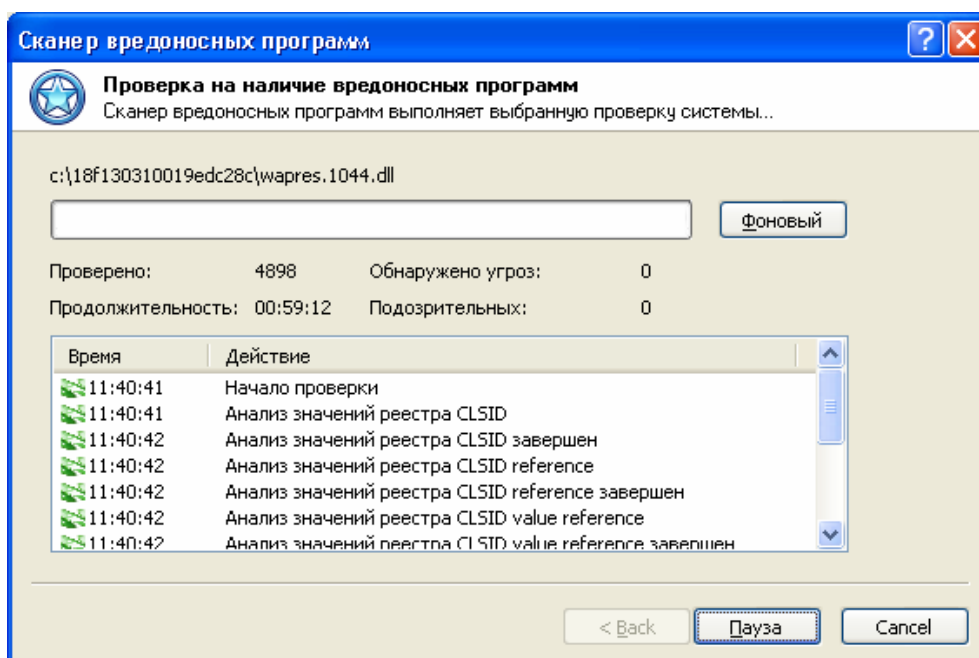 Сканер вредоносных программ
Проверка на наличие вредоносных программ
Сканер вредоносных программ выполняет выбранную проверку системы...
c:\18f130310019edc28c\wapres.1044.dll
Фоновый
Проверено: 4898 Обнаружено угроз: 0
Продолжительность: 00:59:12 Подозрительных: 0
Время Действие
11:40:41 Начало проверки
11:40:41 Анализ значений реестра CLSID
11:40:42 Анализ значений реестра CLSID завершен
11:40:42 Анализ значений реестра CLSID reference
11:40:42 Анализ значений реестра CLSID reference завершен
11:40:42 Анализ значений реестра CLSID value reference
11:40:42 Анализ значений реестра CLSID value reference завершен
< Back Пауза Cancel